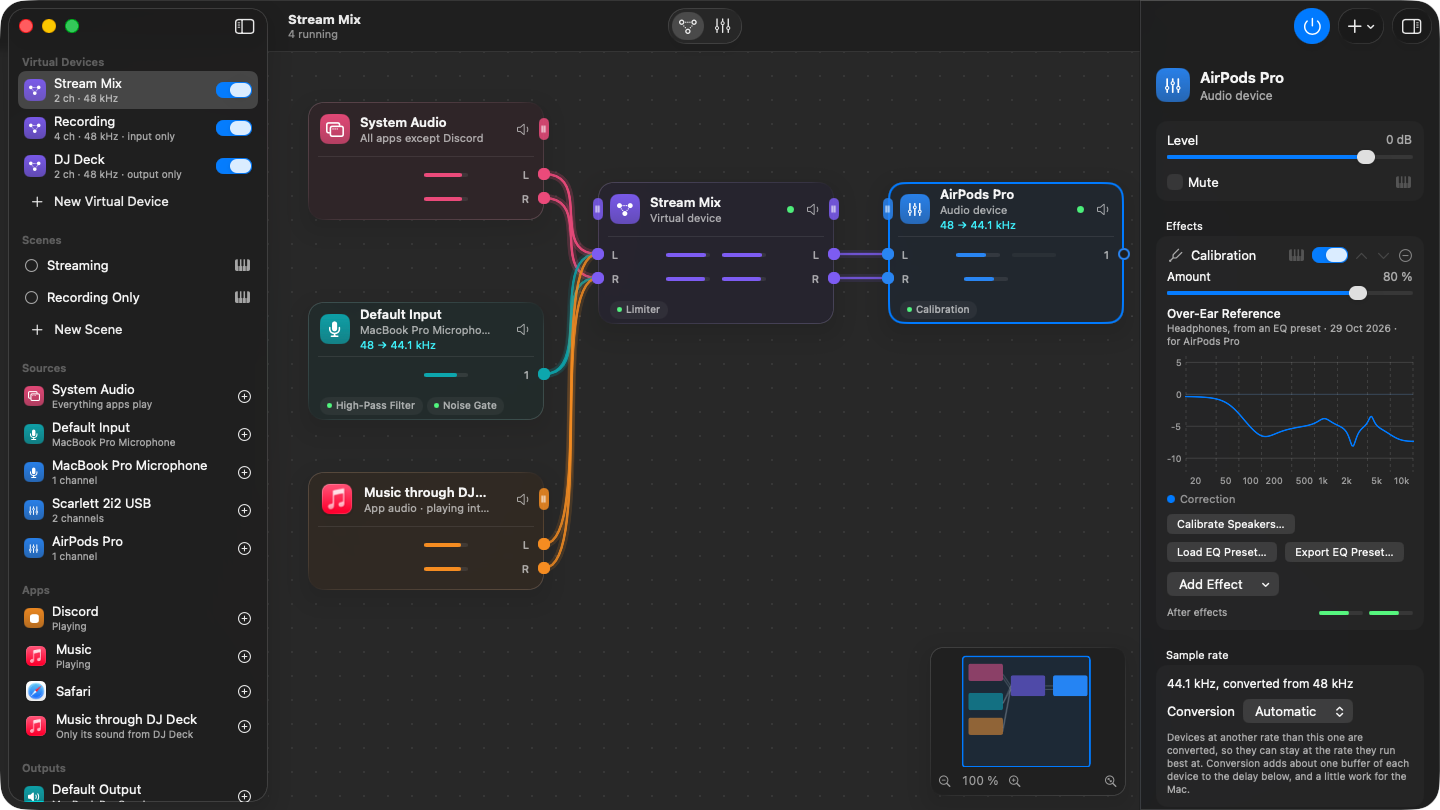 Virtual Devices
Stream Mix
2 ch · 48 kHz
Recording
4 ch · 48 kHz · input only
DJ Deck
2 ch · 48 kHz · output only
New Virtual Device
Scenes
Streaming
Recording Only
New Scene
Sources
System Audio
Everything apps play
Default Input
MacBook Pro Microphone
MacBook Pro Microphone
1 channel
Scarlett 2i2 USB
2 channels
AirPods Pro
1 channel
Apps
Discord
Playing
Music
Playing
Safari
Music through DJ Deck
Only its sound from DJ Deck
Outputs
Default Output
Stream Mix
4 running
System Audio
All apps except Discord
L
R
Default Input
MacBook Pro Micropho...
48 → 44.1 kHz
1
High-Pass Filter
Noise Gate
Music through DJ...
App audio · playing int...
L
R
Stream Mix
Virtual device
L L
R R
Limiter
AirPods Pro
Audio device
48 → 44.1 kHz
L 1
R
Calibration
100 %
AirPods Pro
Audio device
Level 0 dB
Mute
Effects
Calibration
Amount 80 %
Over-Ear Reference
Headphones, from an EQ preset · 29 Oct 2026 ·
for AirPods Pro
5
0
-5
-10
20 50 100 200 500 1k 2k 5k 10k
Correction
Calibrate Speakers...
Load EQ Preset... Export EQ Preset...
Add Effect
After effects
Sample rate
44.1 kHz, converted from 48 kHz
Conversion Automatic
Devices at another rate than this one are
converted, so they can stay at the rate they run
best at. Conversion adds about one buffer of each
device to the delay below, and a little work for the
Mac.